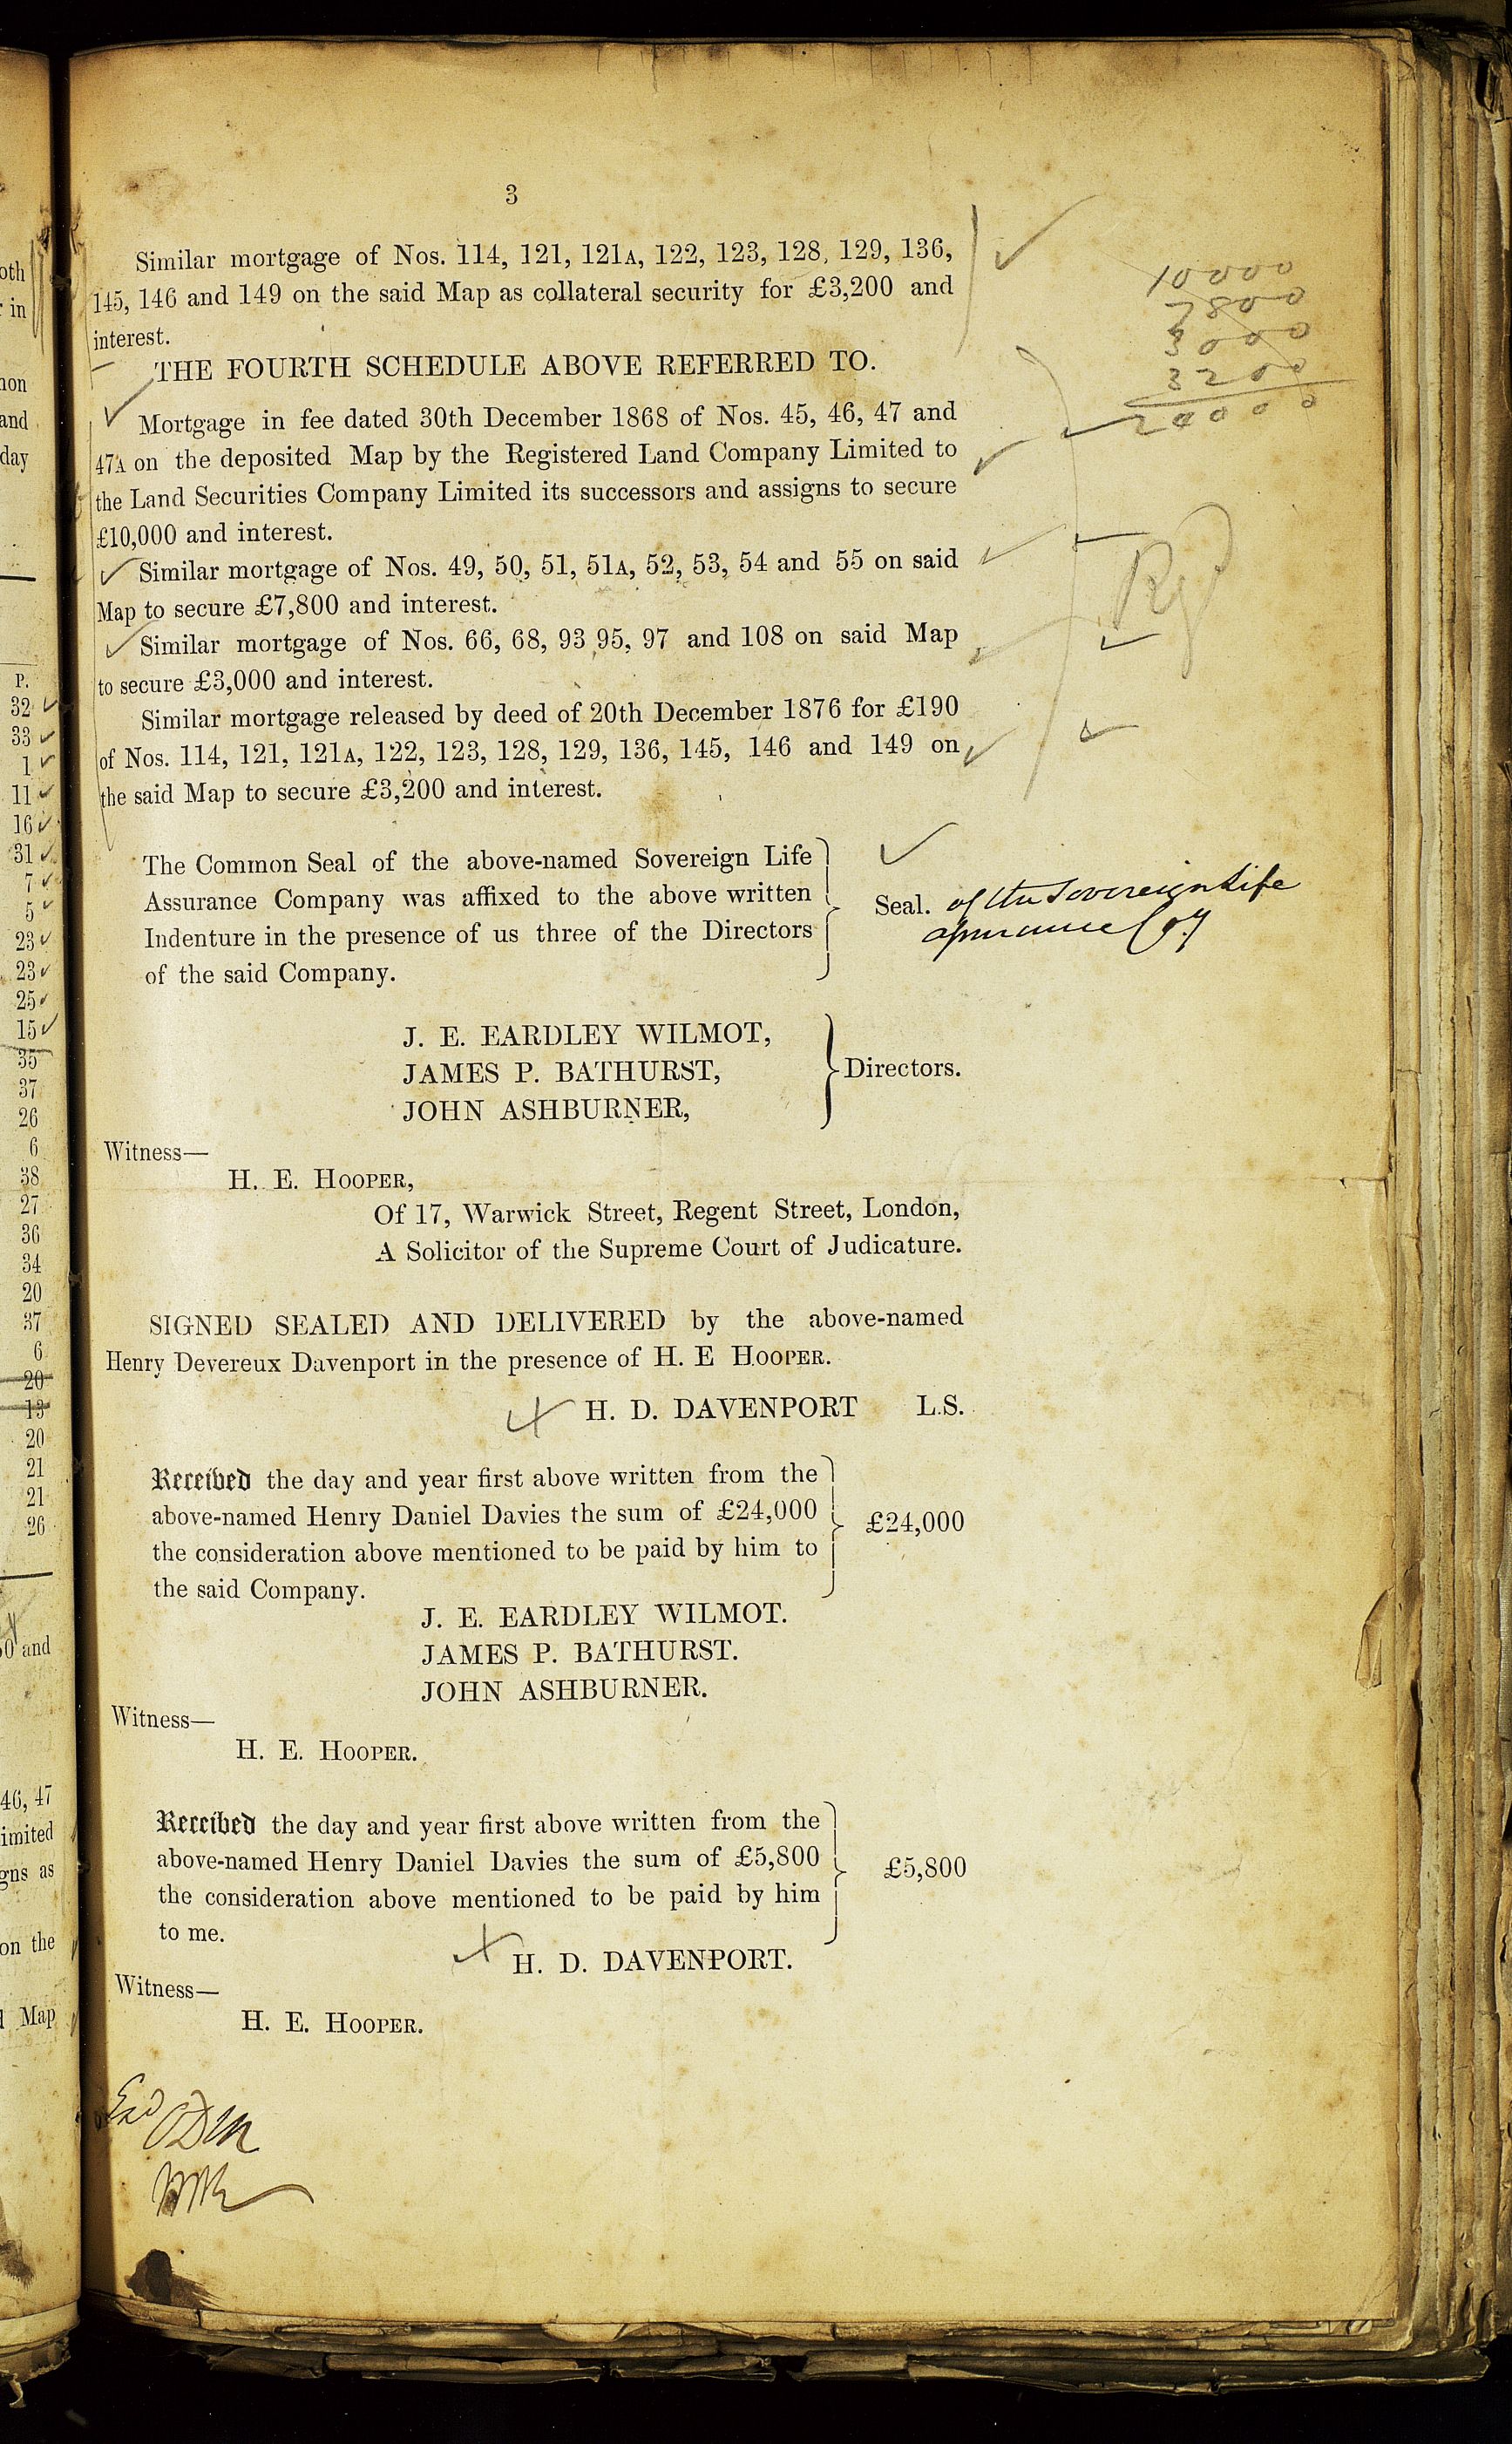 3
Similar mortgage of Nos. 114, 121, 121A, 122, 123, 128, 129, 136,
145, 146 and 149 on the said Map as collateral security for £3,200 and
interest.
10000
7800
3000
3200
24000
THE FOURTH SCHEDULE ABOVE REFERRED TO.
Mortgage in fee dated 30th December 1868 of Nos. 45, 46, 47 and
47A on the deposited Map by the Registered Land Company Limited to
the Land Securities Company Limited its successors and assigns to secure
£10,000 and interest.
Similar mortgage of Nos. 49, 50, 51, 51A, 52, 53, 54 and 55 on said
Map to secure £7,800 and interest.
Similar mortgage of Nos. 66, 68, 93 95, 97 and 108 on said Map
to secure £3,000 and interest.
Similar mortgage released by deed of 20th December 1876 for £190
of Nos. 114, 121, 121A, 122, 123, 128, 129, 136, 145, 146 and 149 on
the said Map to secure £3,200 and interest.
The Common Seal of the above-named Sovereign Life
Assurance Company was affixed to the above written
Indenture in the presence of us three of the Directors
of the said Company.
Seal. of the Sovereign Life
Assurance Coy
J. E. EARDLEY WILMOT,
JAMES P. BATHURST,
JOHN ASHBURNER,
Directors.
Witness—
H. E. HOOPER,
Of 17, Warwick Street, Regent Street, London,
A Solicitor of the Supreme Court of Judicature.
SIGNED SEALED AND DELIVERED by the above-named
Henry Devereux Davenport in the presence of H. E HOOPER.
H. D. DAVENPORT L.S.
Received the day and year first above written from the
above-named Henry Daniel Davies the sum of £24,000
the consideration above mentioned to be paid by him to
the said Company.
£24,000
J. E. EARDLEY WILMOT.
JAMES P. BATHURST.
JOHN ASHBURNER.
Witness—
H. E. HOOPER.
Received the day and year first above written from the
above-named Henry Daniel Davies the sum of £5,800
the consideration above mentioned to be paid by him
to me.
£5,800
H. D. DAVENPORT.
Witness—
H. E. HOOPER.